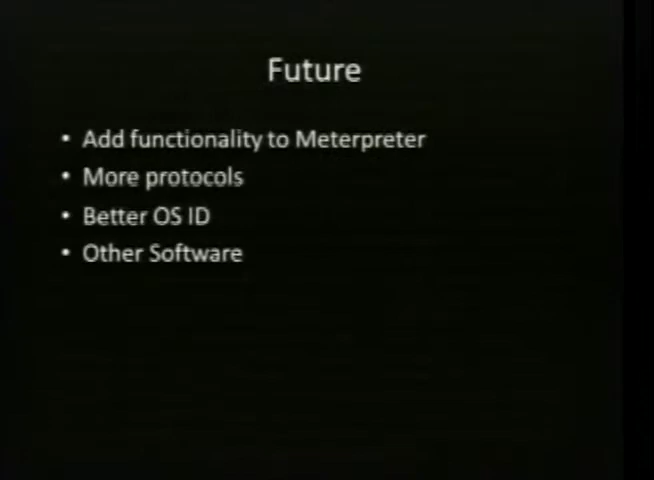 Future
• Add functionality to Meterpreter
• More protocols
• Better OS ID
• Other Software